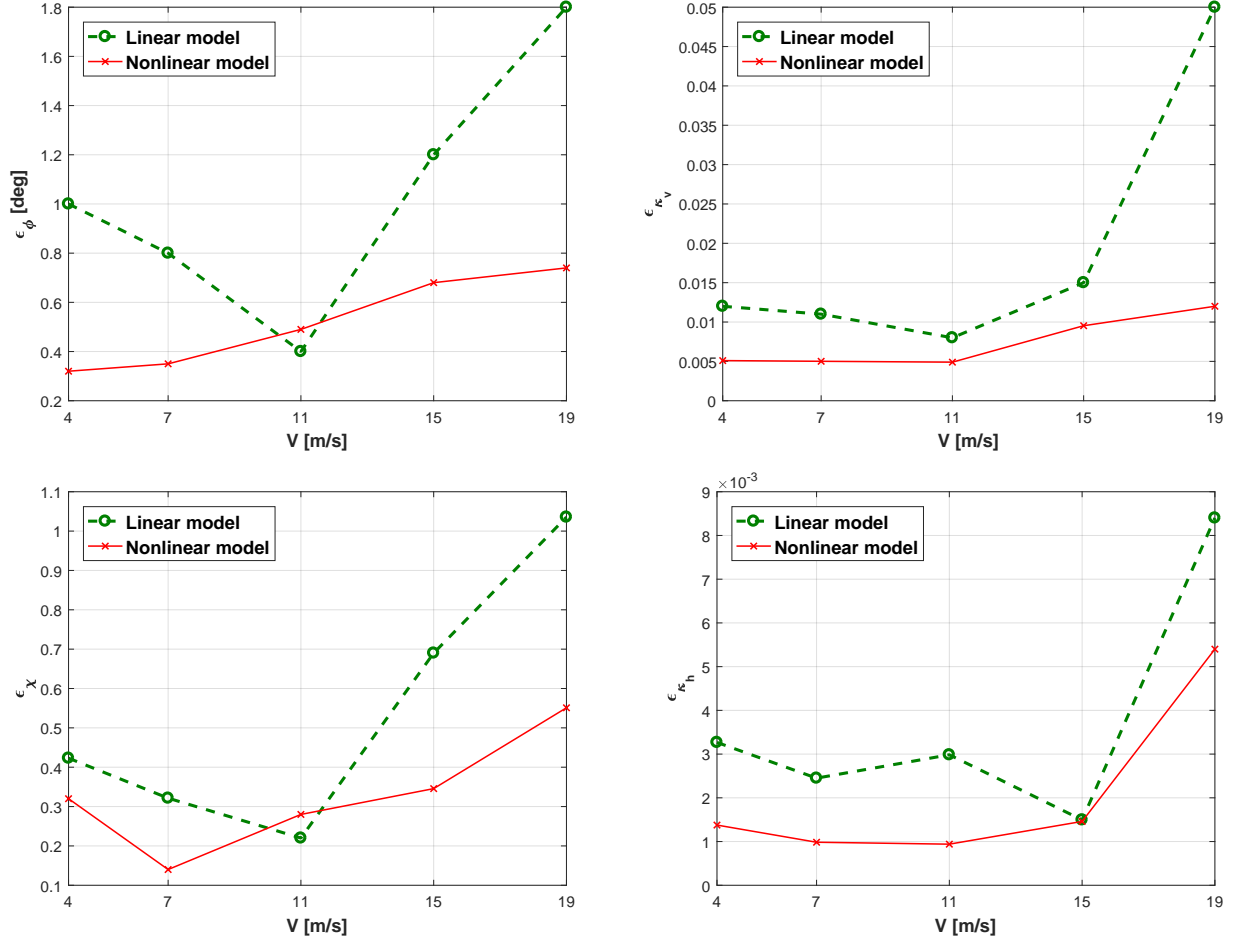 1.8
1.6
1.4
1.2
1
0.8
0.6
0.4
0.2
ϵ_ϕ [deg]
Linear model
Nonlinear model
4 7 11 15 19
V [m/s]
0.05
0.045
0.04
0.035
0.03
0.025
0.02
0.015
0.01
0.005
0
ϵ_κ_v
Linear model
Nonlinear model
4 7 11 15 19
V [m/s]
1.1
1
0.9
0.8
0.7
0.6
0.5
0.4
0.3
0.2
0.1
ϵ_χ
Linear model
Nonlinear model
4 7 11 15 19
V [m/s]
×10⁻³
9
8
7
6
5
4
3
2
1
0
ϵ_κ_h
Linear model
Nonlinear model
4 7 11 15 19
V [m/s]